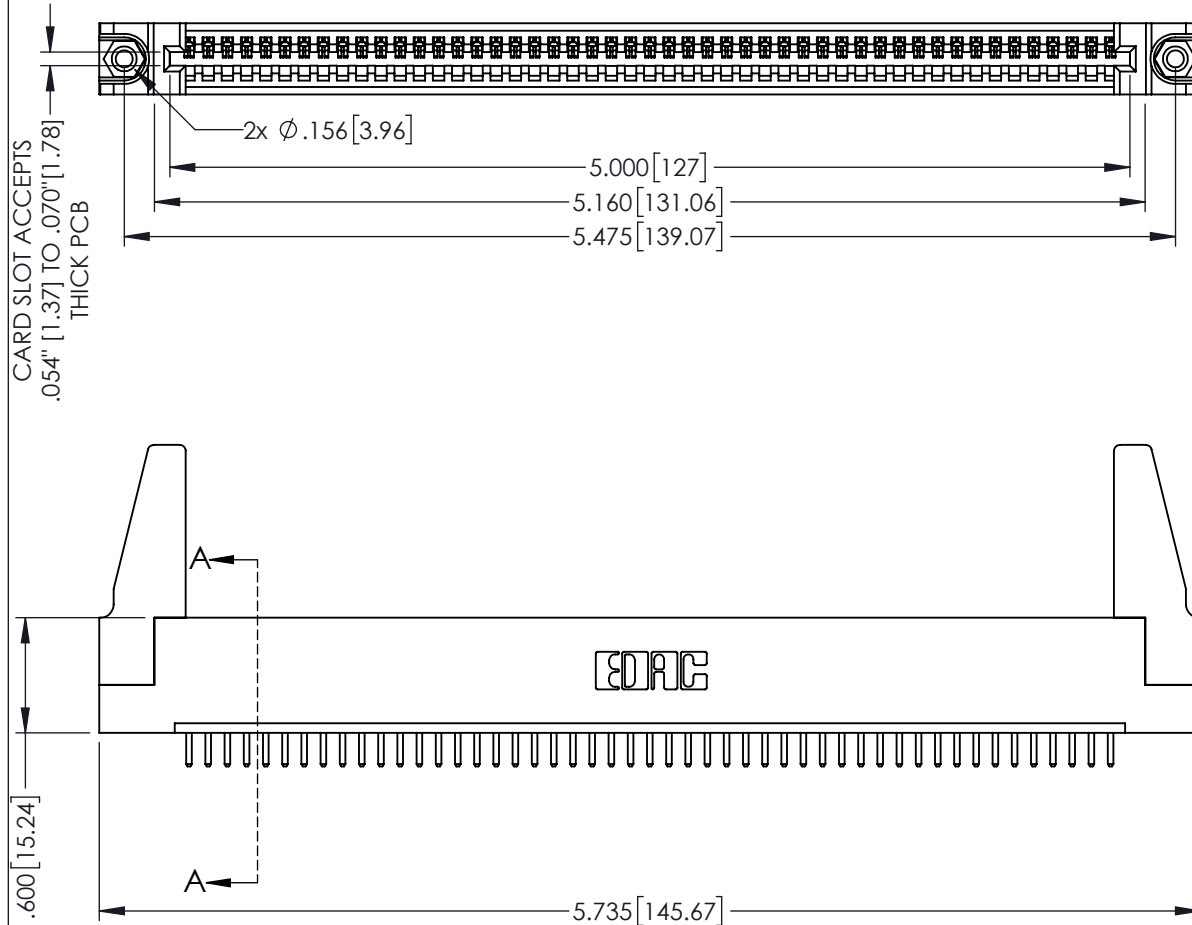 2x ∅ .156[3.96]
5.000[127]
5.160[131.06]
5.475[139.07]
CARD SLOT ACCEPTS
.054" [1.37] TO .070"[1.78]
THICK PCB
A
EDAC
.600[15.24]
A
5.735[145.67]